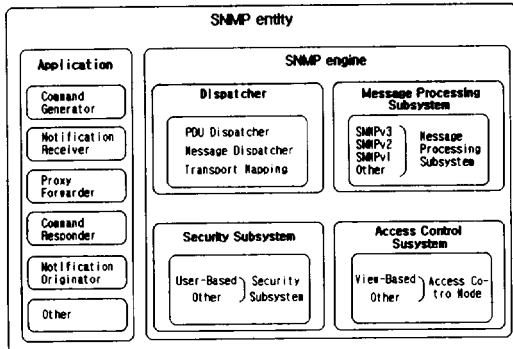 SNMP entity
Application
Command
Generator
Notification
Receiver
Proxy
Forwarder
Command
Responder
Notification
Originator
Other
SNMP engine
Dispatcher
PDU Dispatcher
Message Dispatcher
Transport Mapping
Message Processing
Subsystem
SNMPv3
SNMPv2
SNMPv1
Other
Message
Processing
Subsystem
Security Subsystem
User-Based
Other
Security
Subsystem
Access Control
Susystem
View-Based
Other
Access Co-
tro Mode